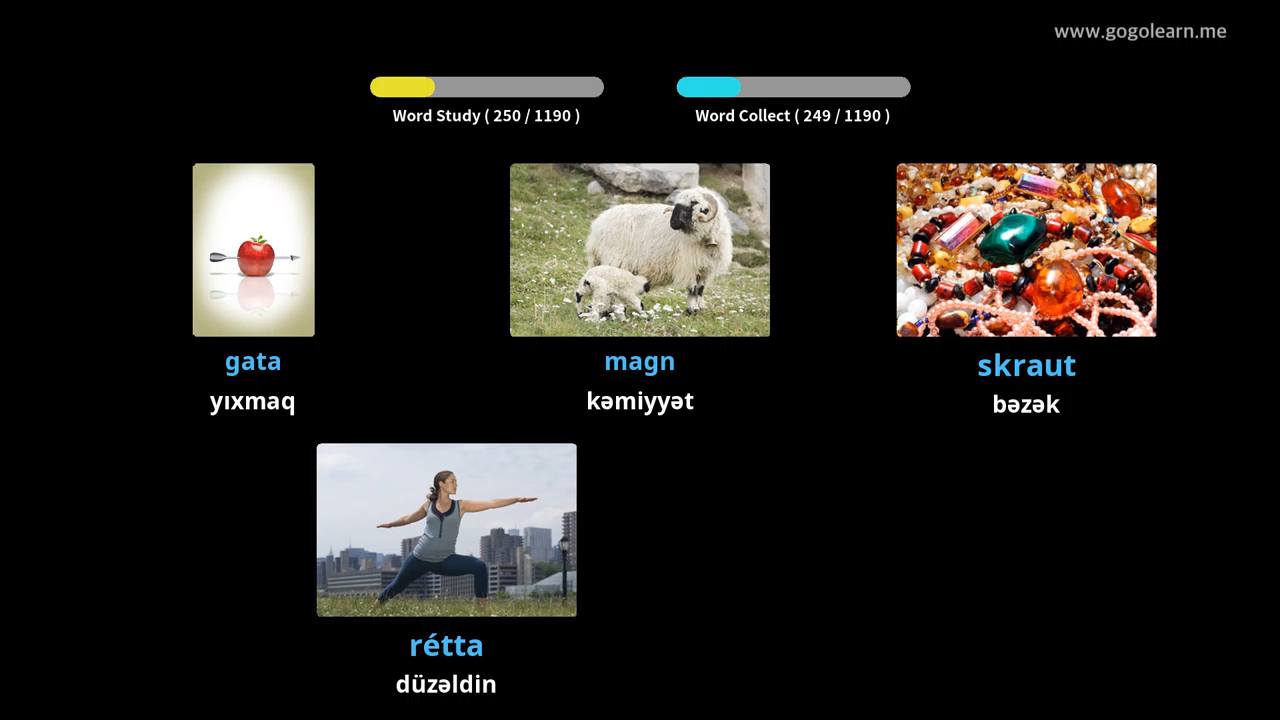 www.gogolearn.me
Word Study ( 250 / 1190 )
Word Collect ( 249 / 1190 )
gata
yıxmaq
magn
kəmiyyət
skraut
bəzək
rétta
düzəldin